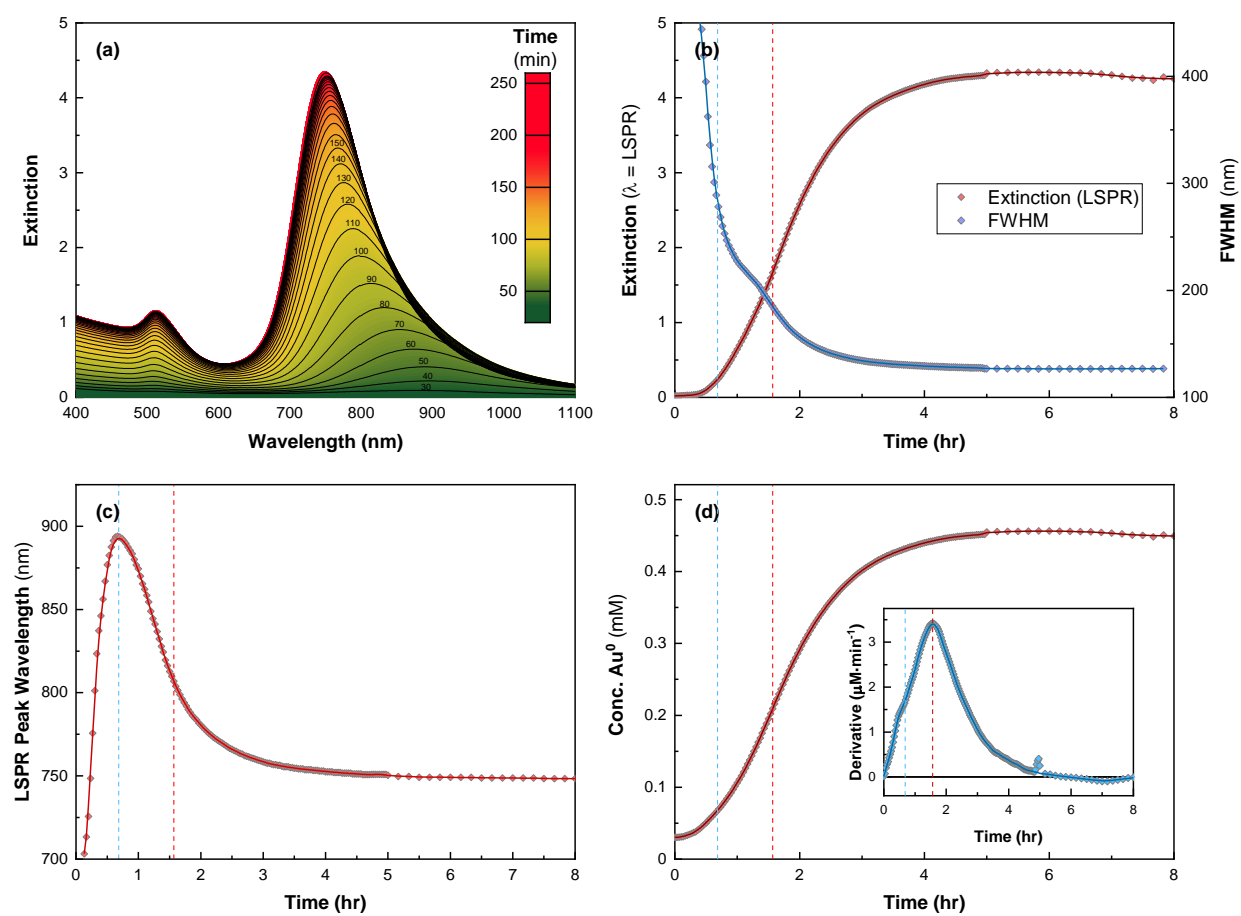 (a)
Time
(min)
250
200
150
100
50
5
4
3
2
1
0
Extinction
150
140
130
120
110
100
90
80
70
60
50
40
30
400 500 600 700 800 900 1000 1100
Wavelength (nm)
(b)
5
4
3
2
1
0
Extinction (λ = LSPR)
Extinction (LSPR)
FWHM
400
300
200
100
FWHM (nm)
0 2 4 6 8
Time (hr)
(c)
900
850
800
750
700
LSPR Peak Wavelength (nm)
0 1 2 3 4 5 6 7 8
Time (hr)
(d)
0.5
0.4
0.3
0.2
0.1
0
Conc. Au⁰ (mM)
3
2
1
0
Derivative (µM·min⁻¹)
0 2 4 6 8
Time (hr)
0 2 4 6 8
Time (hr)